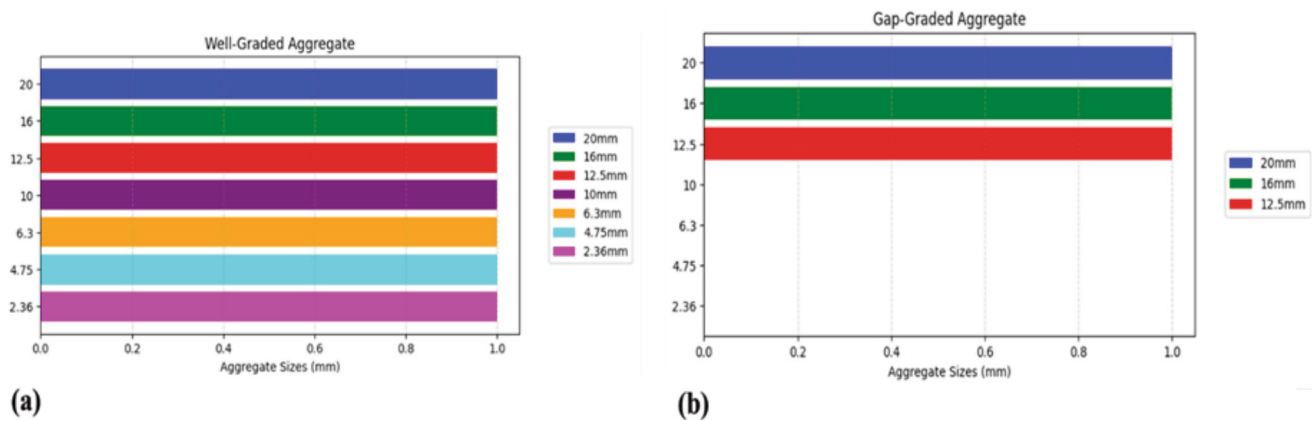 Well-Graded Aggregate
20
16
12.5
10
6.3
4.75
2.36
0.0 0.2 0.4 0.6 0.8 1.0
Aggregate Sizes (mm)
20mm
16mm
12.5mm
10mm
6.3mm
4.75mm
2.36mm
(a)
Gap-Graded Aggregate
20
16
12.5
10
6.3
4.75
2.36
0.0 0.2 0.4 0.6 0.8 1.0
Aggregate Sizes (mm)
20mm
16mm
12.5mm
(b)